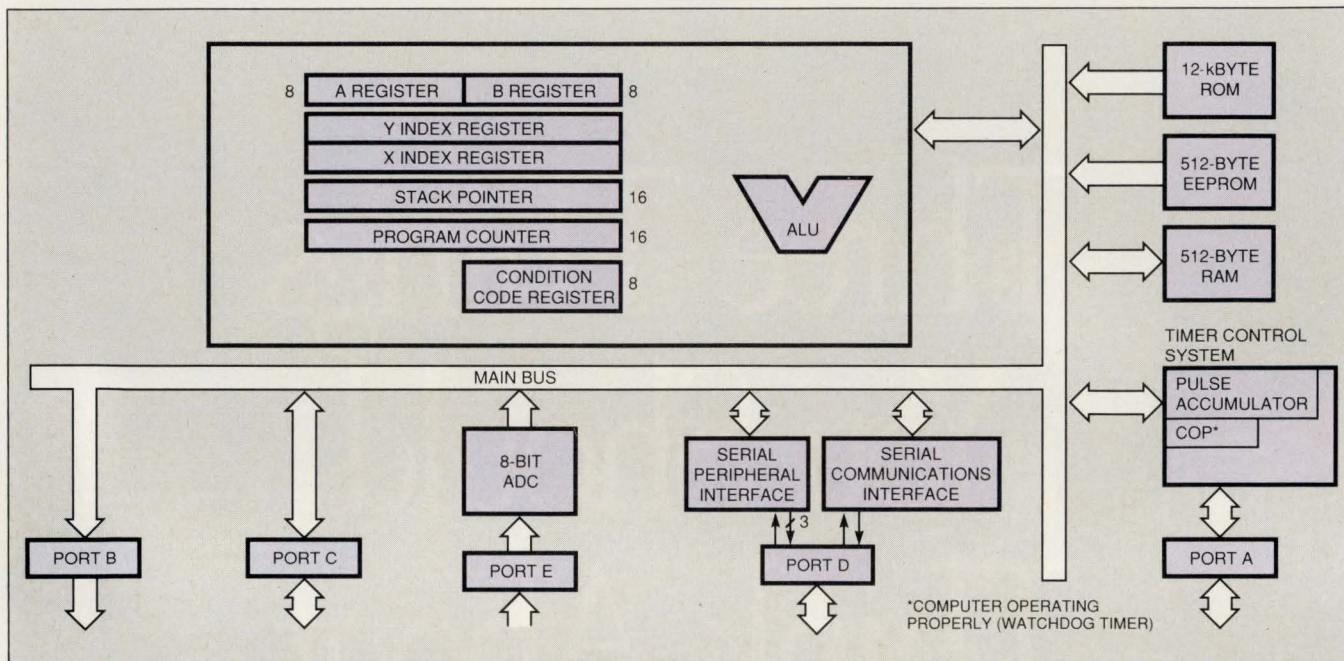 8
A REGISTER
B REGISTER
8
Y INDEX REGISTER
X INDEX REGISTER
STACK POINTER
16
PROGRAM COUNTER
16
CONDITION
CODE REGISTER
8
ALU
12-kBYTE
ROM
512-BYTE
EEPROM
512-BYTE
RAM
TIMER CONTROL
SYSTEM
PULSE
ACCUMULATOR
COP*
MAIN BUS
8-BIT
ADC
SERIAL
PERIPHERAL
INTERFACE
SERIAL
COMMUNICATIONS
INTERFACE
3
PORT B
PORT C
PORT E
PORT D
PORT A
*COMPUTER OPERATING
PROPERLY (WATCHDOG TIMER)